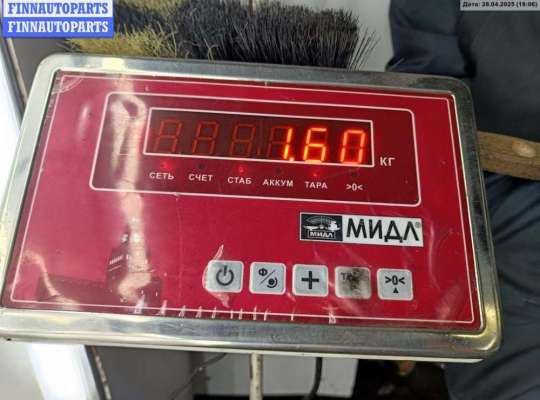 FINNAUTOPARTS
FINNAUTOPARTS
Дата: 28.04.2025 (19:06)
1.60 КГ
СЕТЬ СЧЕТ СТАБ АККУМ ТАРА >0<
МИДЛ МИДЛ®
Ф/
>0<